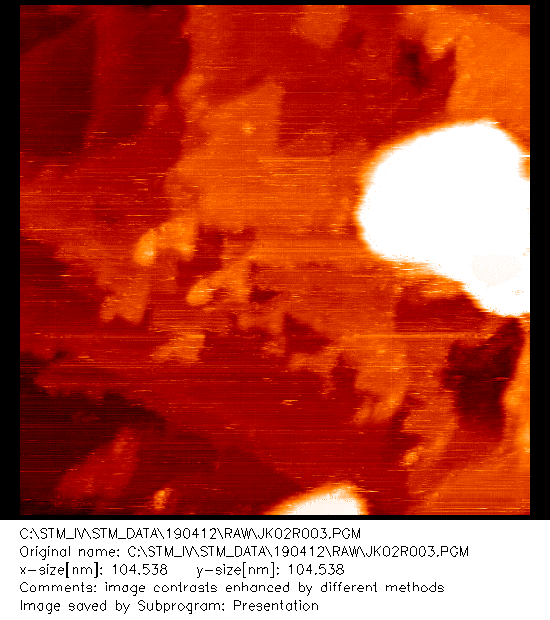 C:\STM_IV\STM_DATA\190412\RAW\JK02R003.PGM
Original name: C:\STM_IV\STM_DATA\190412\RAW\JK02R003.PGM
x-size[nm]: 104.538 y-size[nm]: 104.538
Comments: image contrasts enhanced by different methods
Image saved by Subprogram: Presentation